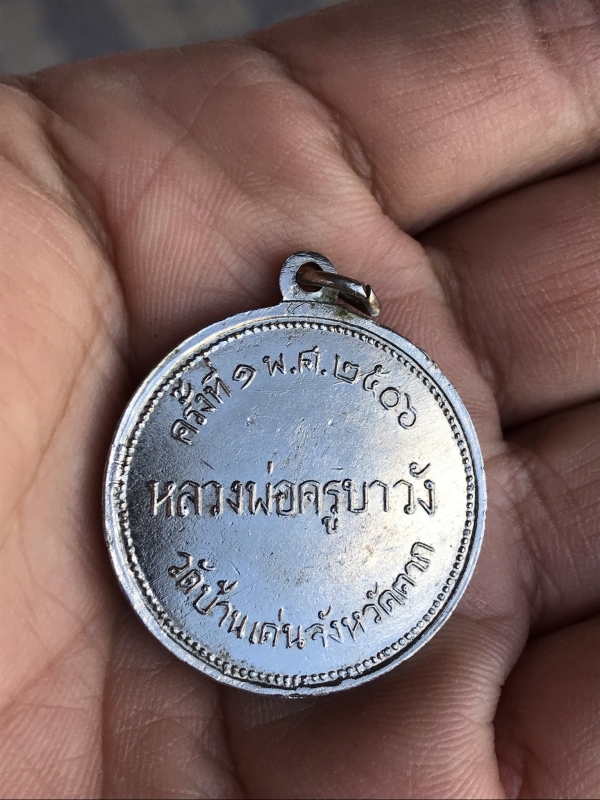 ครั้งที่ ๑ พ.ศ.๒๕๐๖
หลวงพ่อครูบาวัง
วัดบ้านเด่นจังหวัดตาก